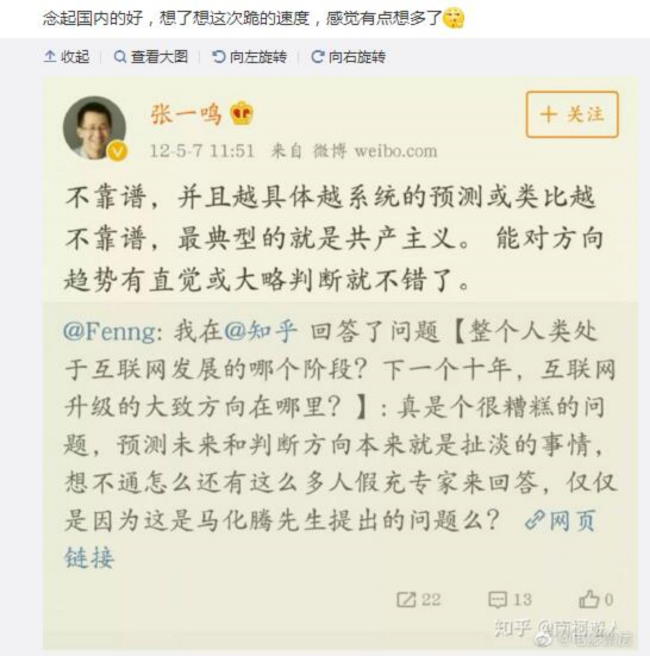 念起国内的好，想了想这次跪的速度，感觉有点想多了
收起 查看大图 向左旋转 向右旋转
张一鸣
+ 关注
12-5-7 11:51 来自 微博 weibo.com
不靠谱，并且越具体越系统的预测或类比越
不靠谱，最典型的就是共产主义。 能对方向
趋势有直觉或大略判断就不错了。
@Fenng: 我在@知乎 回答了问题【整个人类处
于互联网发展的哪个阶段？下一个十年，互联网
升级的大致方向在哪里？】: 真是个很糟糕的问
题，预测未来和判断方向本来就是扯淡的事情，
想不通怎么还有这么多人假充专家来回答，仅仅
是因为这是马化腾先生提出的问题么？ 网页
链接
22 13 0
知乎